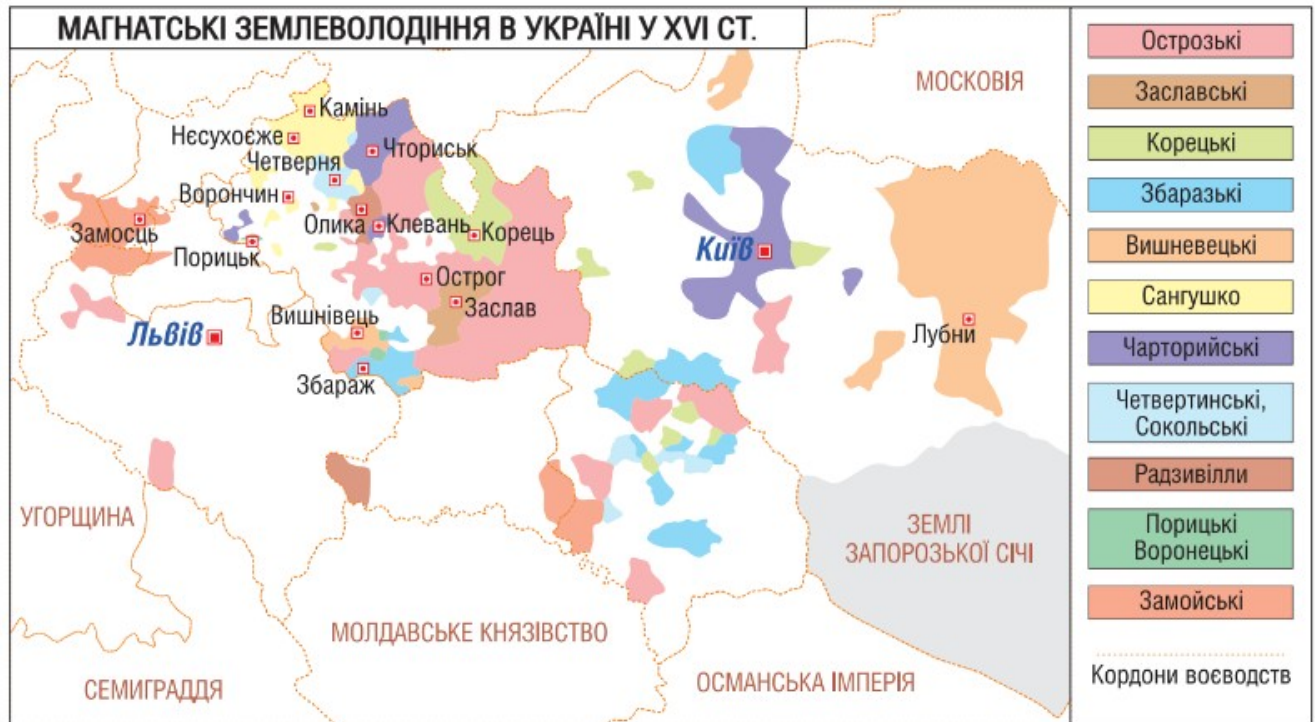 МАГНАТСЬКІ ЗЕМЛЕВОЛОДІННЯ В УКРАЇНІ У XVI СТ.
МОСКОВІЯ
Камінь
Нєсухоєже
Четверня
Чториськ
Ворончин
Замосць
Олика
Клевань
Корець
Порицьк
Київ
Острог
Заслав
Вишнівець
Львів
Лубни
Збараж
УГОРЩИНА
ЗЕМЛІ
ЗАПОРОЗЬКОЇ СІЧІ
МОЛДАВСЬКЕ КНЯЗІВСТВО
СЕМИГРАДДЯ
ОСМАНСЬКА ІМПЕРІЯ
Острозькі
Заславські
Корецькі
Збаразькі
Вишневецькі
Сангушко
Чарторийські
Четвертинські,
Сокольські
Радзивілли
Порицькі
Воронецькі
Замойські
Кордони воєводств